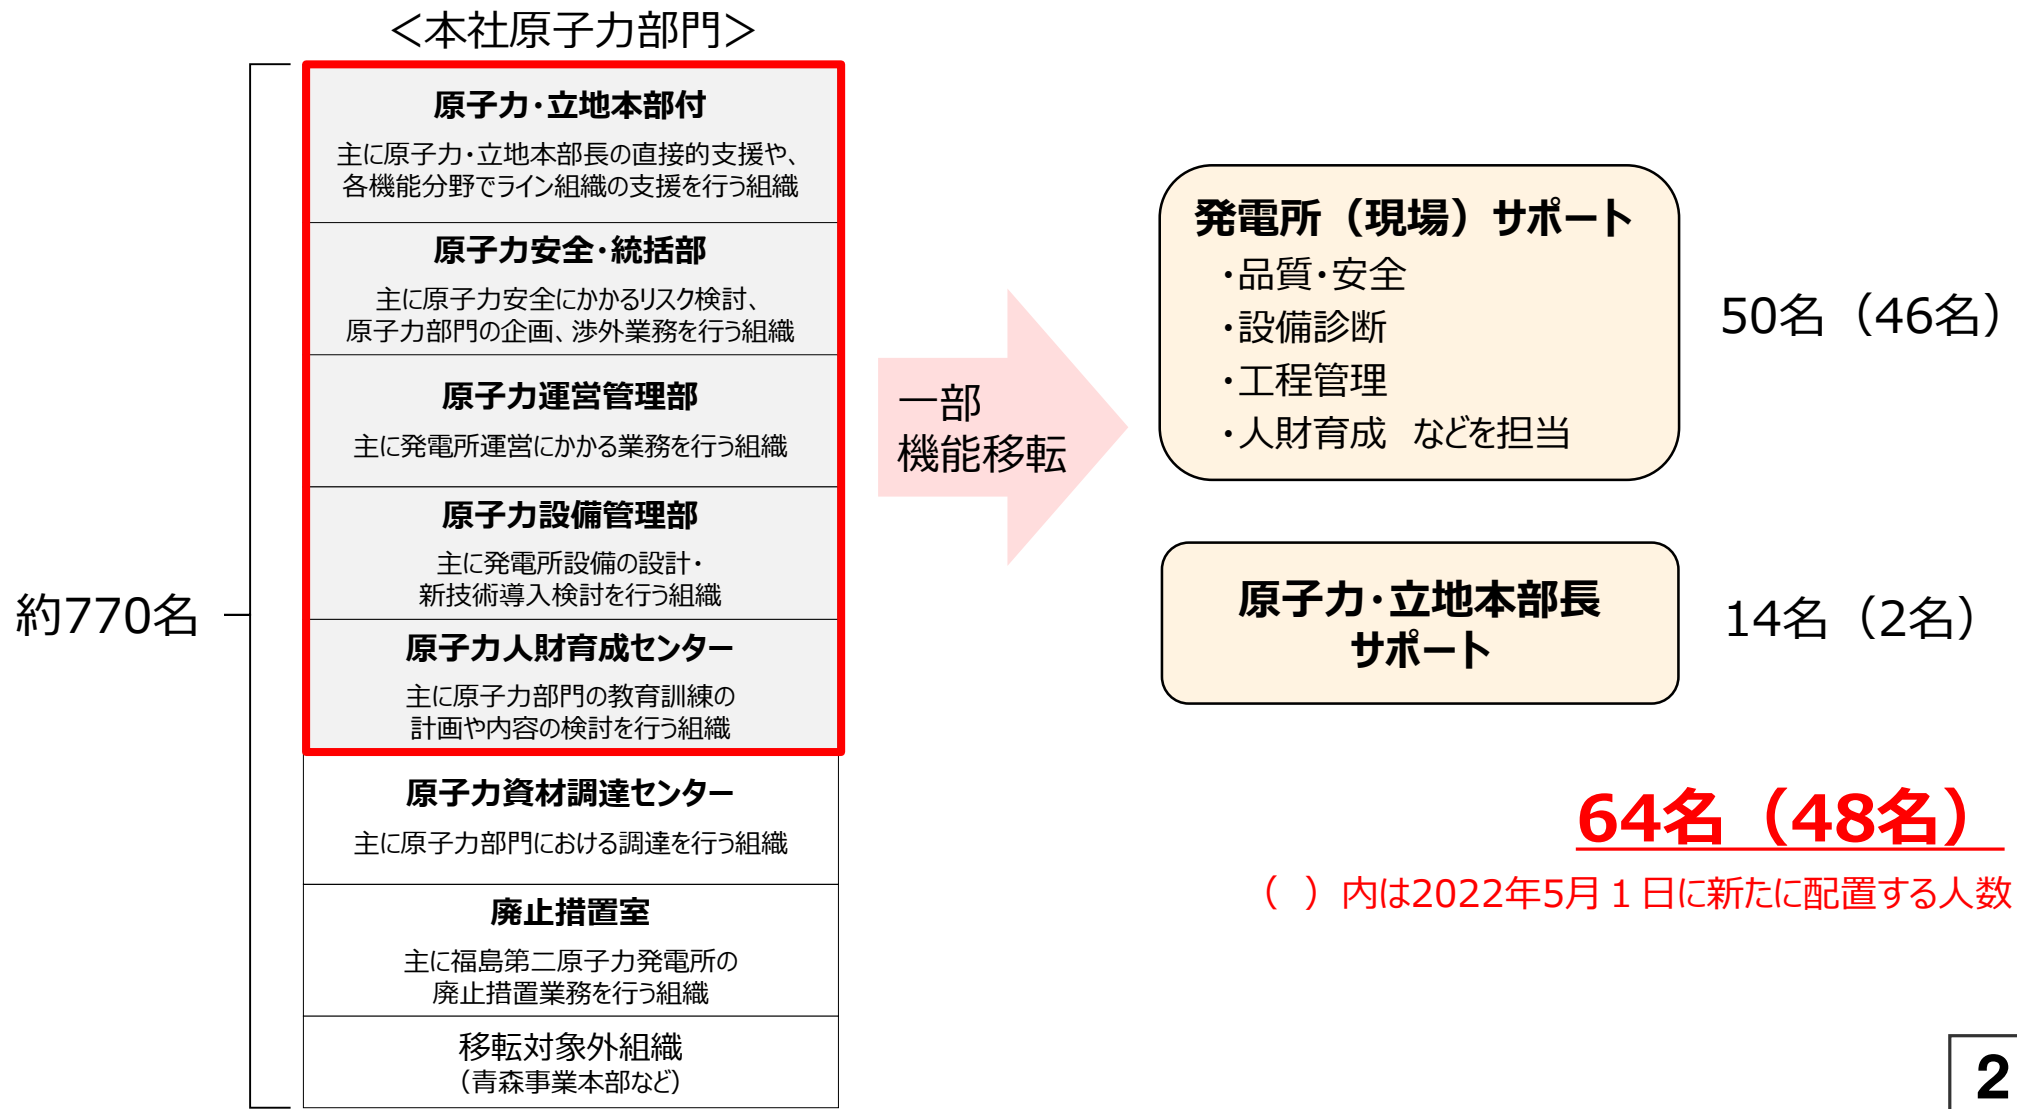 ＜本社原子力部門＞
約770名
原子力・立地本部付
主に原子力・立地本部長の直接的支援や、
各機能分野でライン組織の支援を行う組織
原子力安全・統括部
主に原子力安全にかかるリスク検討、
原子力部門の企画、渉外業務を行う組織
原子力運営管理部
主に発電所運営にかかる業務を行う組織
原子力設備管理部
主に発電所設備の設計・
新技術導入検討を行う組織
原子力人財育成センター
主に原子力部門の教育訓練の
計画や内容の検討を行う組織
原子力資材調達センター
主に原子力部門における調達を行う組織
廃止措置室
主に福島第二原子力発電所の
廃止措置業務を行う組織
移転対象外組織
（青森事業本部など）
一部
機能移転
発電所（現場）サポート
・品質・安全
・設備診断
・工程管理
・人財育成　などを担当
50名（46名）
原子力・立地本部長
サポート
14名（2名）
64名（48名）
（　）内は2022年5月１日に新たに配置する人数
2